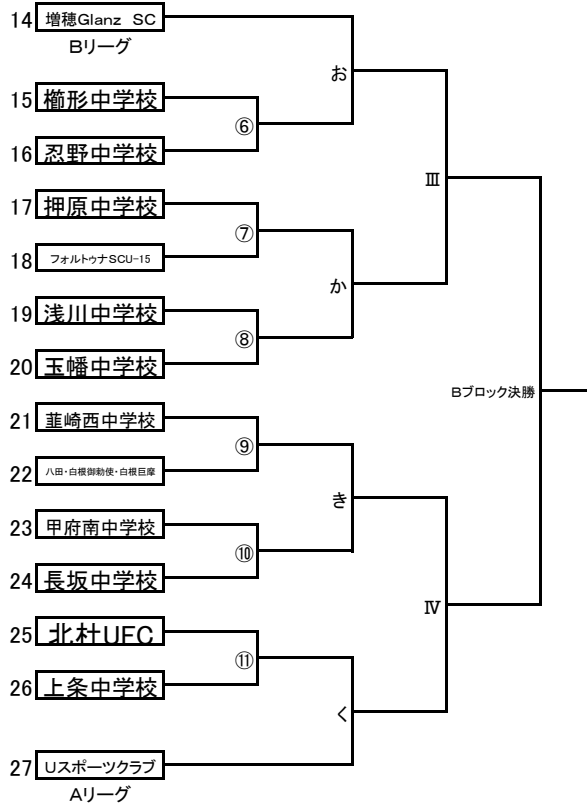 14 増穂Glanz SC
Bリーグ
お
15 櫛形中学校
⑥
16 忍野中学校
Ⅲ
17 押原中学校
⑦
18 フォルトゥナSCU-15
か
19 浅川中学校
⑧
20 玉幡中学校
Bブロック決勝
21 韮崎西中学校
⑨
22 八田・白根御勅使・白根巨摩
き
23 甲府南中学校
⑩
24 長坂中学校
Ⅳ
25 北杜UFC
⑪
26 上条中学校
く
27 Uスポーツクラブ
Aリーグ